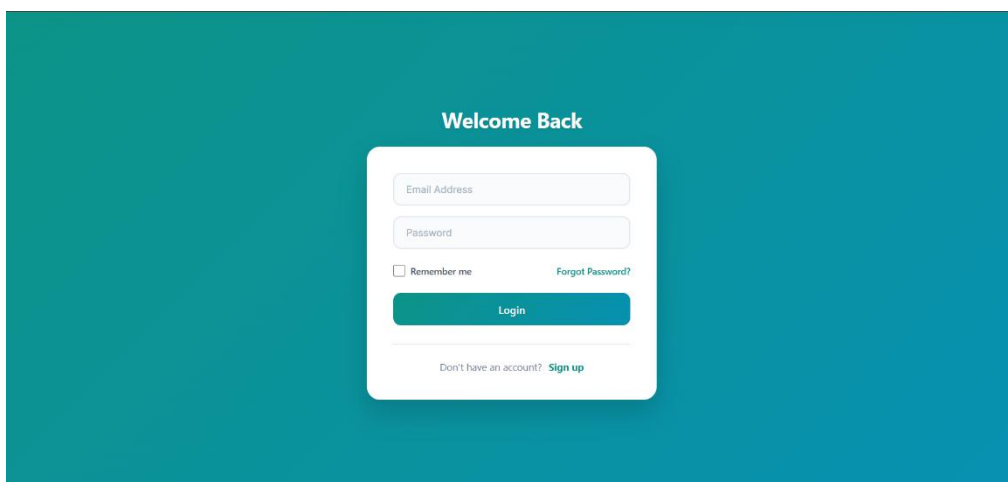 Welcome Back
Email Address
Password
Remember me Forgot Password?
Login
Don't have an account? Sign up